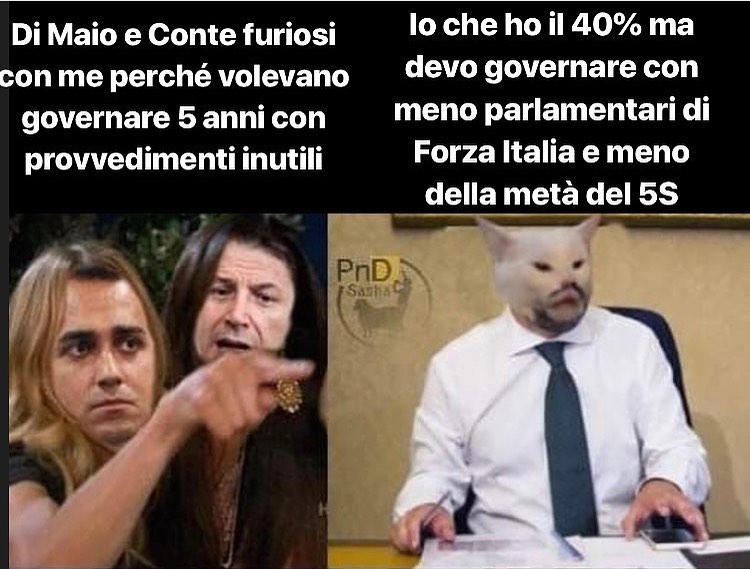 Di Maio e Conte furiosi
con me perché volevano
governare 5 anni con
provvedimenti inutili
Io che ho il 40% ma
devo governare con
meno parlamentari di
Forza Italia e meno
della metà del 5S
PnD
Sasha